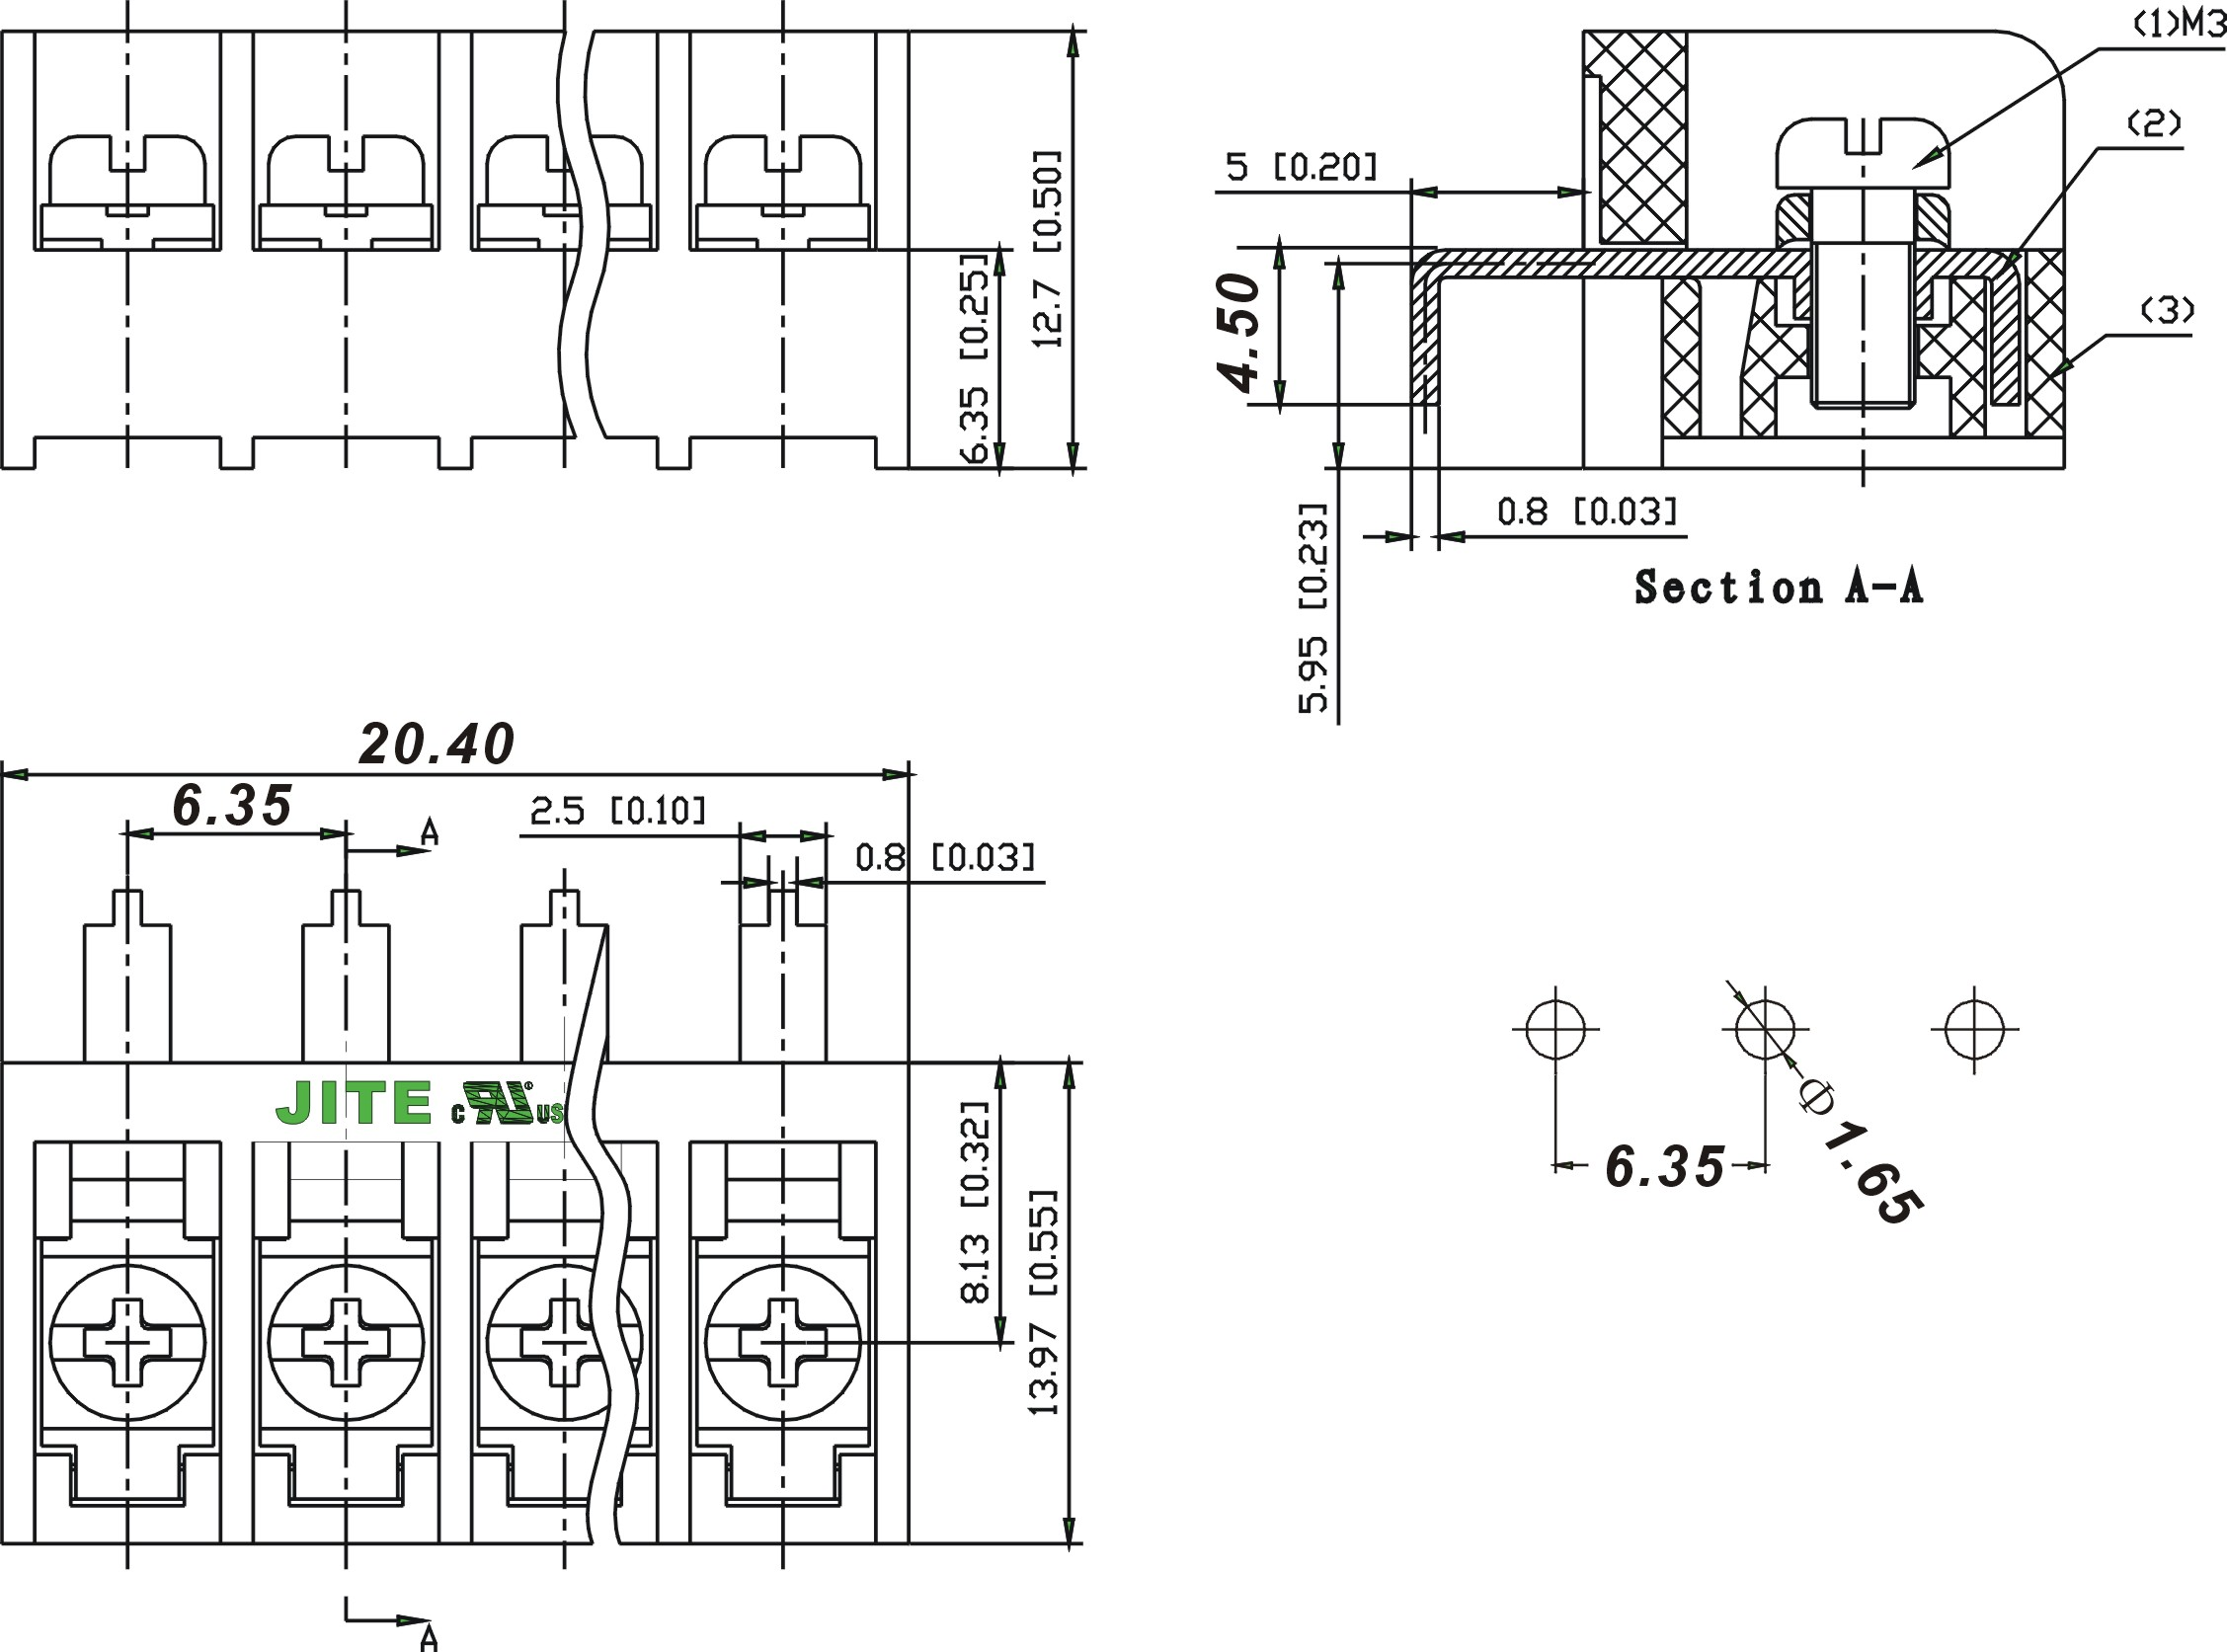 (1)M3
(2)
5 [0.20]
12.7 [0.50]
6.35 [0.25]
4.50
(3)
0.8 [0.03]
5.95 [0.23]
Section A-A
20.40
6.35
A
2.5 [0.10]
0.8 [0.03]
JITE c RU ® US
8.13 [0.32]
13.97 [0.55]
6.35
Φ1.65
A